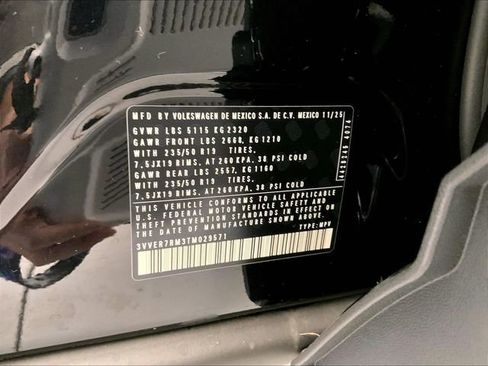 MFD. BY VOLKSWAGEN DE MEXICO S.A. DE C.V. MEXICO 11/25
GVWR LBS 5115 KG 2320
GAWR FRONT LBS 2668, KG 1210
WITH 235/50 R19 TIRES,
7.5JX19 RIMS, AT 260 KPA, 38 PSI COLD
GAWR REAR LBS 2557, KG 1160
WITH 235/50 R19 TIRES,
7.5JX19 RIMS, AT 260 KPA, 38 PSI COLD
THIS VEHICLE CONFORMS TO ALL APPLICABLE
U.S. FEDERAL MOTOR VEHICLE SAFETY AND
THEFT PREVENTION STANDARDS IN EFFECT
ON THE DATE OF MANUFACTURE SHOWN ABOVE.
3VVER7RM3TM029571 TYPE: MPV